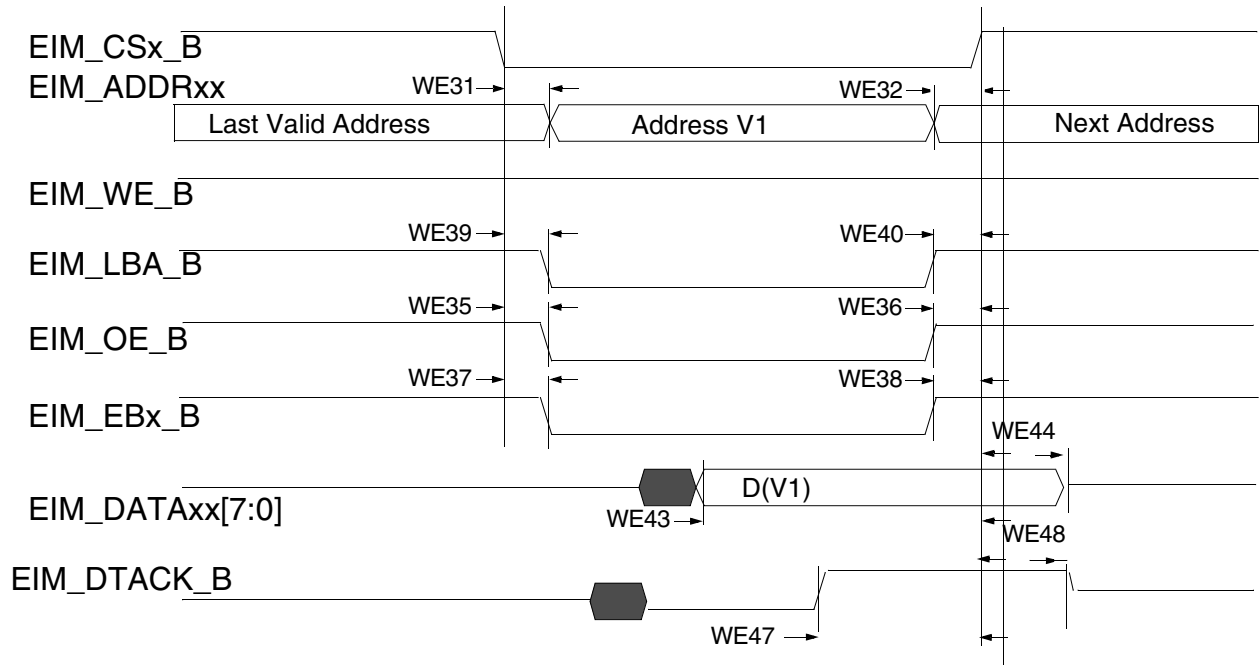 EIM_CSx_B
EIM_ADDRxx
WE31
WE32
Last Valid Address
Address V1
Next Address
EIM_WE_B
WE39
WE40
EIM_LBA_B
WE35
WE36
EIM_OE_B
WE37
WE38
EIM_EBx_B
WE44
D(V1)
EIM_DATAxx[7:0]
WE43
WE48
EIM_DTACK_B
WE47